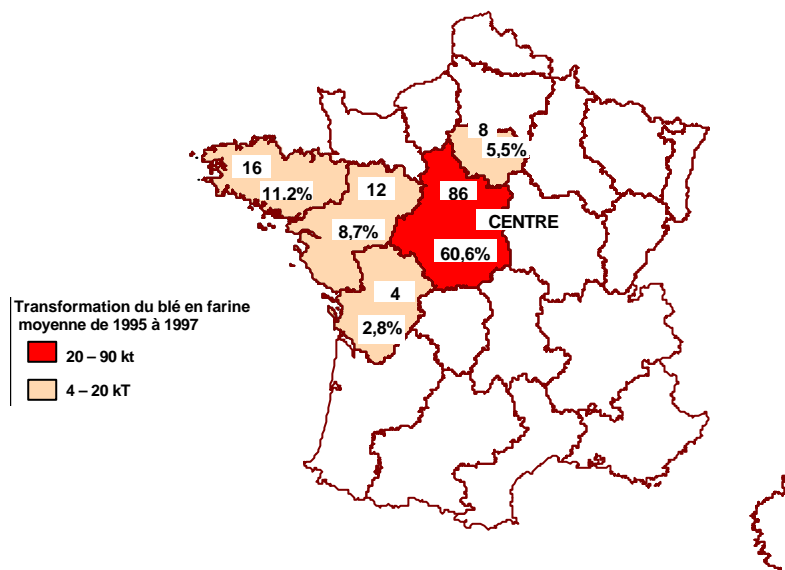 8
5,5%
16
11.2%
12
8,7%
86
CENTRE
60,6%
4
2,8%
Transformation du blé en farine
moyenne de 1995 à 1997
20 – 90 kt
4 – 20 kT